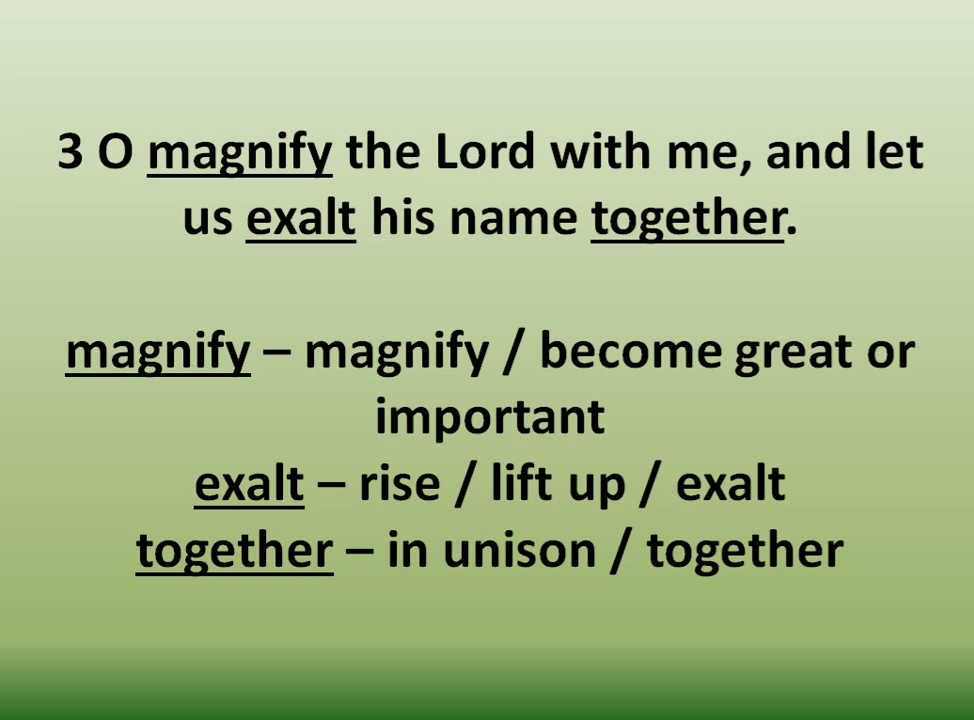 3 O magnify the Lord with me, and let
us exalt his name together.
magnify – magnify / become great or
important
exalt – rise / lift up / exalt
together – in unison / together